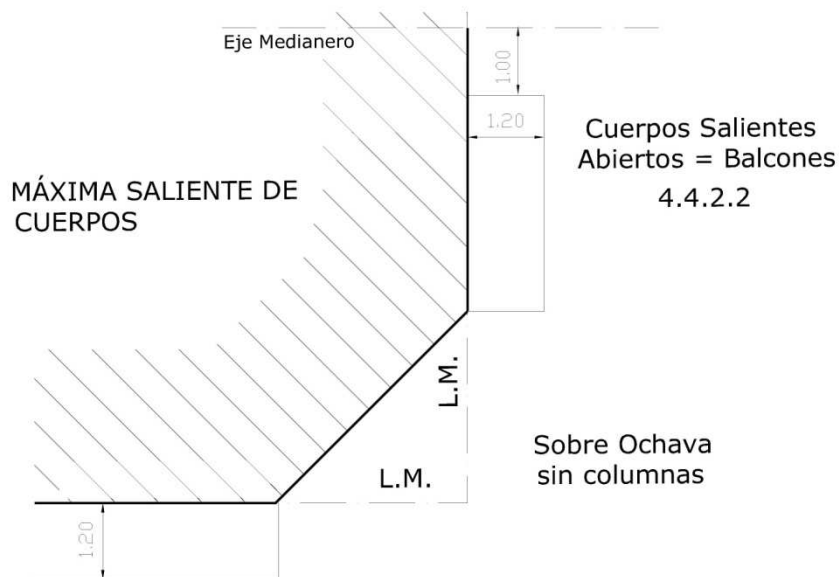 Eje Medianero
1.00
1.20
Cuerpos Salientes
Abiertos = Balcones
4.4.2.2
MÁXIMA SALIENTE DE
CUERPOS
L.M.
L.M.
Sobre Ochava
sin columnas
1.20